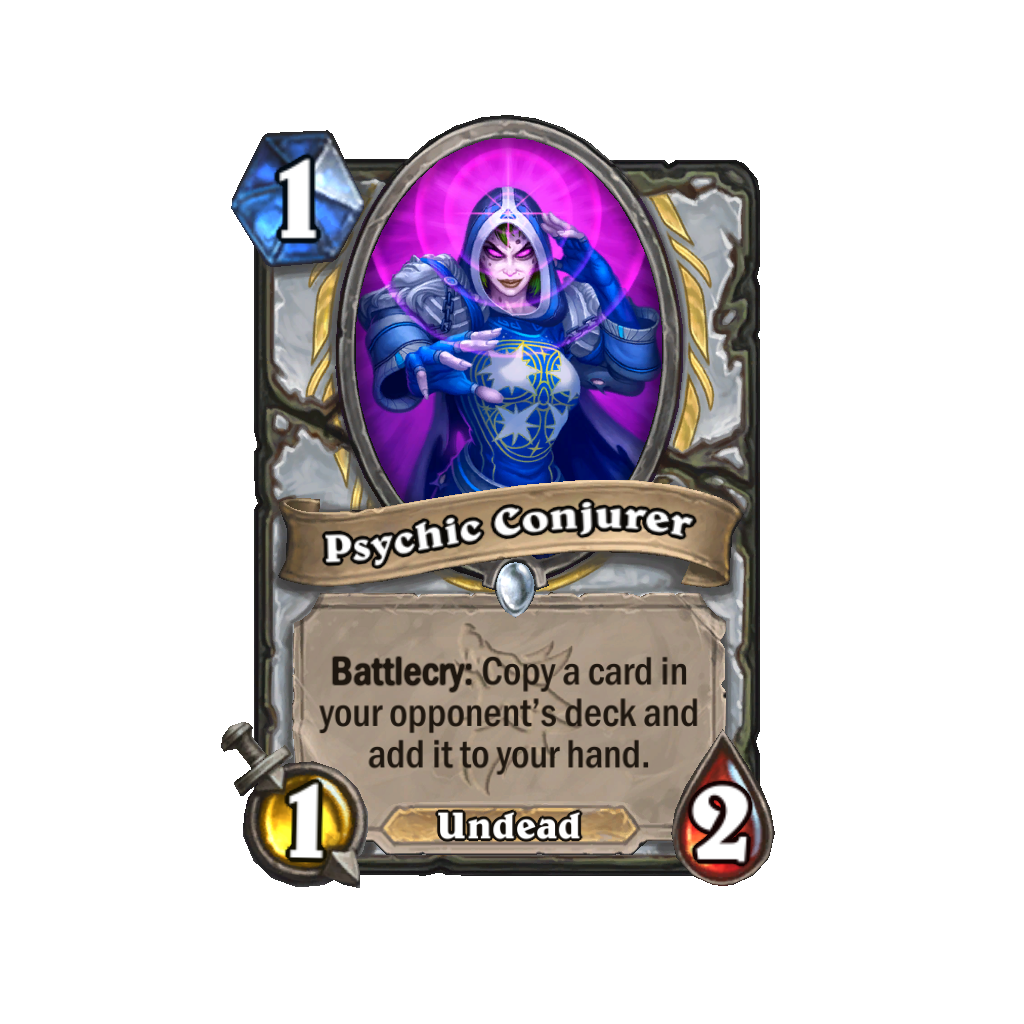 1
Psychic Conjurer
Battlecry: Copy a card in
your opponent's deck and
add it to your hand.
1
Undead
2